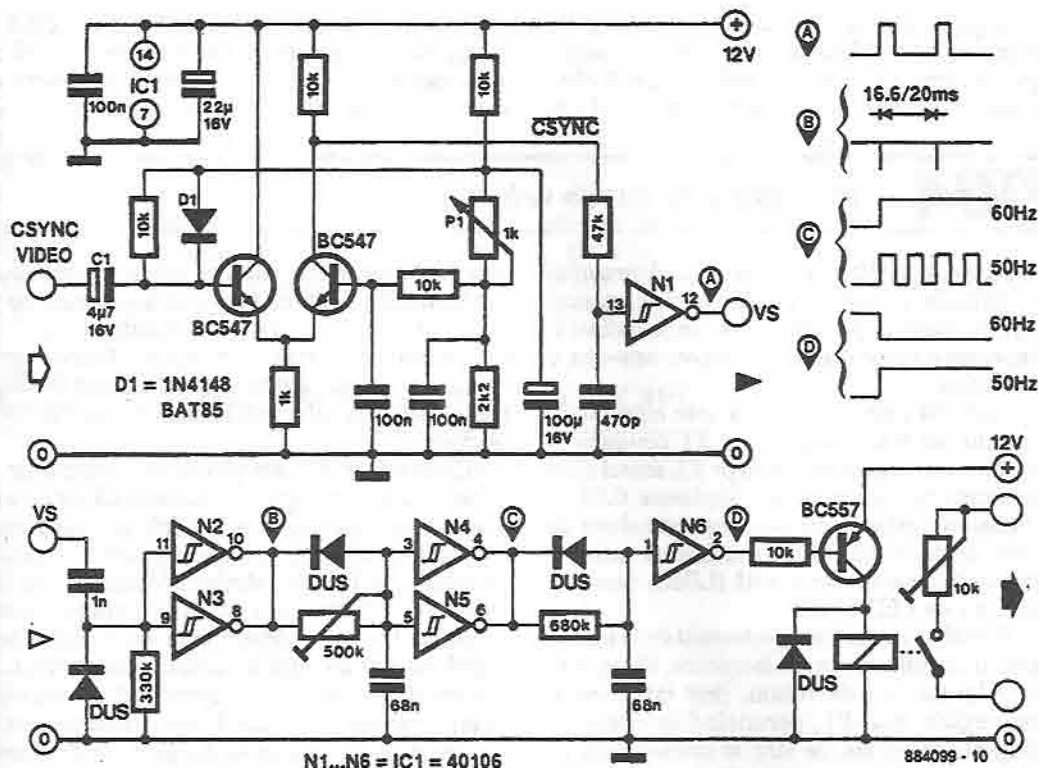 14
IC1
7
100n
22µ
16V
10k
10k
+
12V
CSYNC
A
16.6/20ms
B
60Hz
C
50Hz
60Hz
D
50Hz
10k
D1
P1
1k
47k
CSYNC
VIDEO
C1
4µ7
16V
BC547
BC547
10k
N1
13
12
A
VS
D1 = 1N4148
BAT85
1k
100n
100n
2k2
100µ
16V
470p
0
0
VS
1n
DUS
330k
11
N2
10
B
9
N3
8
DUS
500k
68n
3
N4
4
C
5
N5
6
DUS
680k
68n
1
N6
2
D
10k
BC557
12V
+
10k
DUS
0
0
N1...N6 = IC1 = 40106
884099 - 10